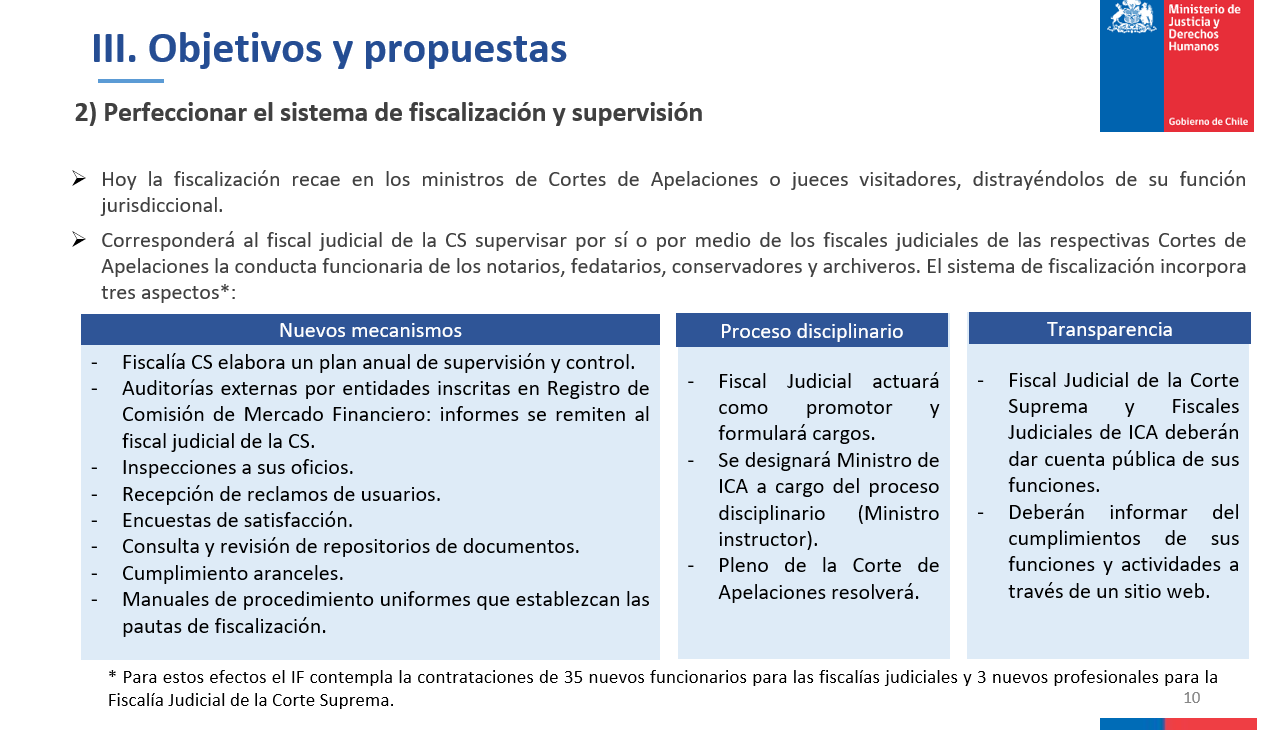 III. Objetivos y propuestas
Ministerio de
Justicia y
Derechos
Humanos
Gobierno de Chile
2) Perfeccionar el sistema de fiscalización y supervisión
➢ Hoy la fiscalización recae en los ministros de Cortes de Apelaciones o jueces visitadores, distrayéndolos de su función
jurisdiccional.
➢ Corresponderá al fiscal judicial de la CS supervisar por sí o por medio de los fiscales judiciales de las respectivas Cortes de
Apelaciones la conducta funcionaria de los notarios, fedatarios, conservadores y archiveros. El sistema de fiscalización incorpora
tres aspectos*:
Nuevos mecanismos
- Fiscalía CS elabora un plan anual de supervisión y control.
- Auditorías externas por entidades inscritas en Registro de
Comisión de Mercado Financiero: informes se remiten al
fiscal judicial de la CS.
- Inspecciones a sus oficios.
- Recepción de reclamos de usuarios.
- Encuestas de satisfacción.
- Consulta y revisión de repositorios de documentos.
- Cumplimiento aranceles.
- Manuales de procedimiento uniformes que establezcan las
pautas de fiscalización.
Proceso disciplinario
- Fiscal Judicial actuará
como promotor y
formulará cargos.
- Se designará Ministro de
ICA a cargo del proceso
disciplinario (Ministro
instructor).
- Pleno de la Corte de
Apelaciones resolverá.
Transparencia
- Fiscal Judicial de la Corte
Suprema y Fiscales
Judiciales de ICA deberán
dar cuenta pública de sus
funciones.
- Deberán informar del
cumplimientos de sus
funciones y actividades a
través de un sitio web.
* Para estos efectos el IF contempla la contrataciones de 35 nuevos funcionarios para las fiscalías judiciales y 3 nuevos profesionales para la
Fiscalía Judicial de la Corte Suprema.
10